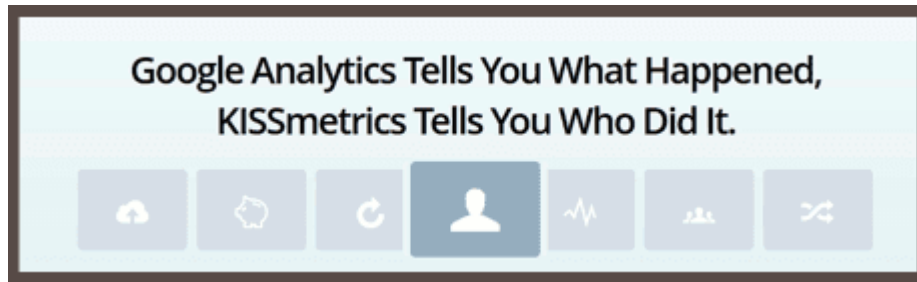 Google Analytics Tells You What Happened,
KISSmetrics Tells You Who Did It.